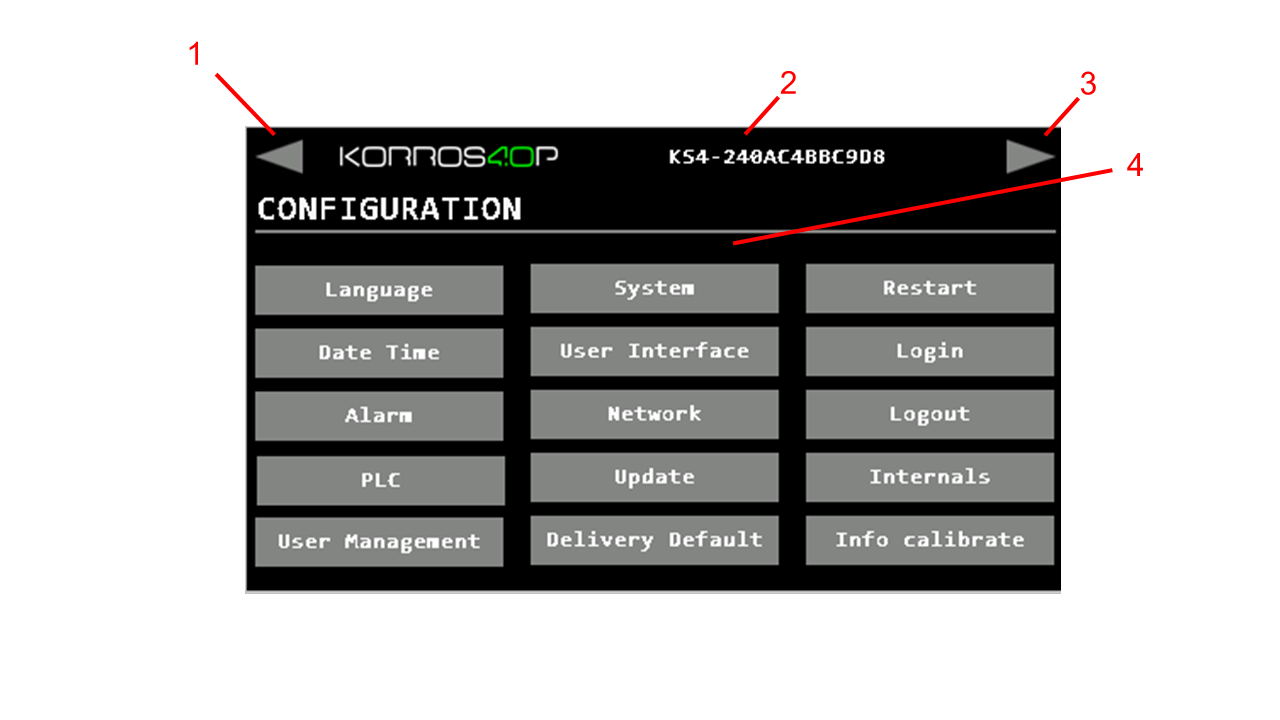 1
2
3
KORROS4.0P K54-240AC4BBC9D8
4
CONFIGURATION
Language System Restart
Date Time User Interface Login
Alarm Network Logout
PLC Update Internals
User Management Delivery Default Info calibrate